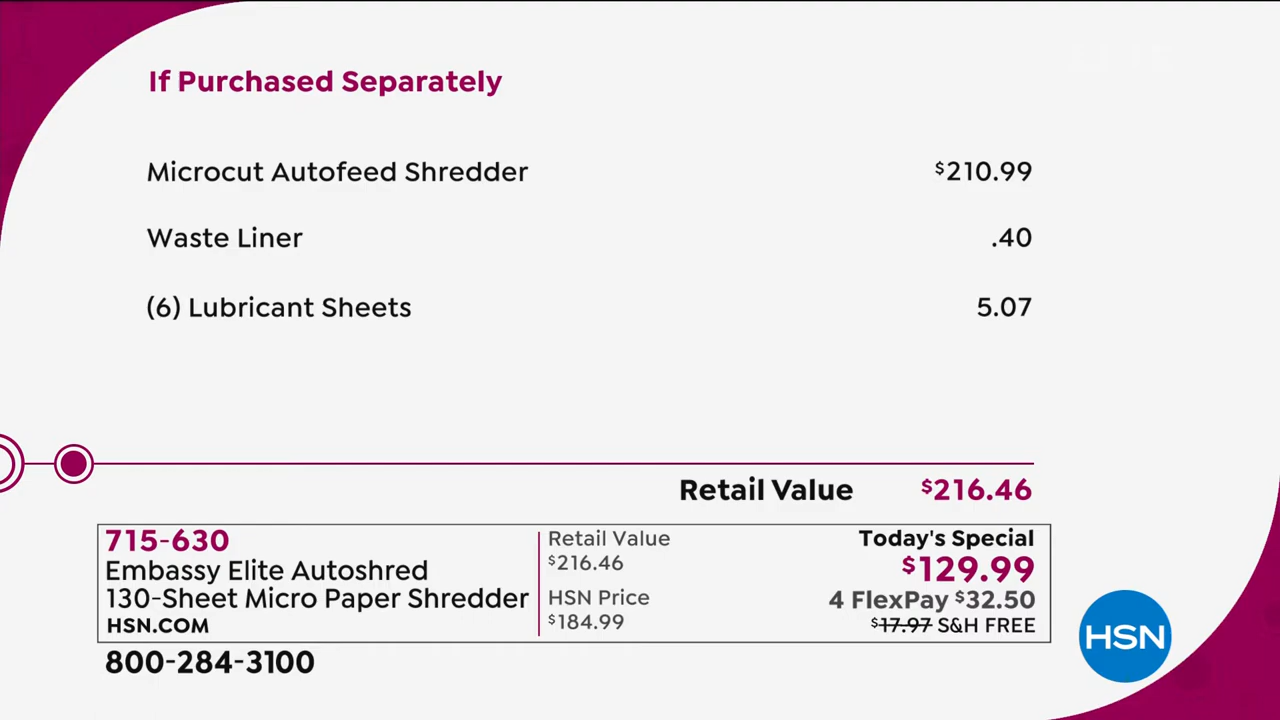 If Purchased Separately
Microcut Autofeed Shredder $210.99
Waste Liner .40
(6) Lubricant Sheets 5.07
Retail Value $216.46
715-630
Embassy Elite Autoshred
130-Sheet Micro Paper Shredder
HSN.COM
Retail Value
$216.46
HSN Price
$184.99
Today's Special
$129.99
4 FlexPay $32.50
$17.97 S&H FREE
800-284-3100
HSN